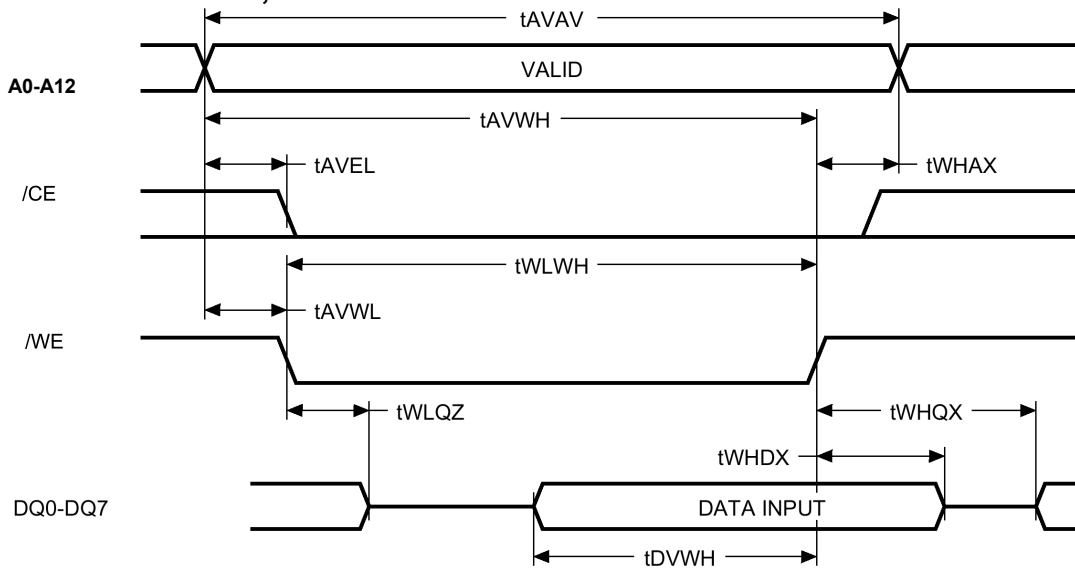 tAVAV
VALID
A0-A12
tAVWH
tAVEL
tWHAX
/CE
tWLWH
tAVWL
/WE
tWLQZ
tWHQX
tWHDX
DQ0-DQ7
DATA INPUT
tDVWH